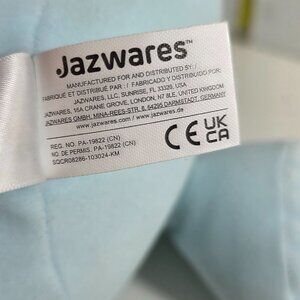 Jazwares™
MANUFACTURED FOR AND DISTRIBUTED BY: /
FABRIQUÉ ET DISTRIBUÉ PAR : / FABRICADO Y DISTRIBUIDO POR:
JAZWARES, LLC, SUNRISE, FL 33326, USA
JAZWARES, 15A CRANE GROVE, LONDON, N7 8LE, UNITED KINGDOM
JAZWARES GMBH, MINA-REES-STR. 8, 64295 DARMSTADT, GERMANY
www.jazwares.com / www.jazwares.de
REG. NO. PA-19822 (CN)
NO. DE PERMIS. PA-19822 (CN)
SQCR08286-103024-KM
CE UK
CA